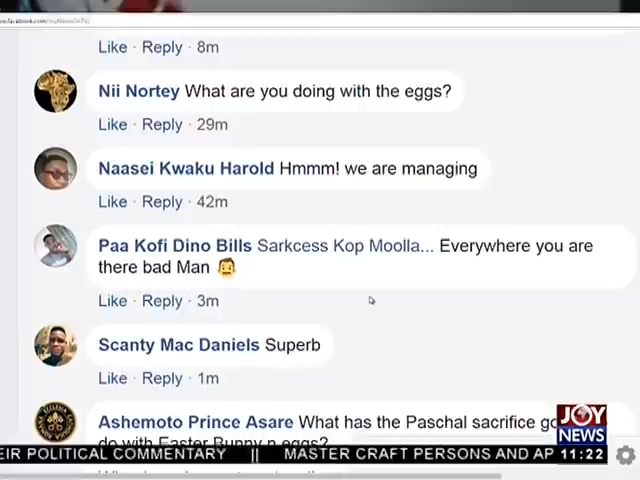 Like · Reply · 8m
Nii Nortey What are you doing with the eggs?
Like · Reply · 29m
Naasei Kwaku Harold Hmmm! we are managing
Like · Reply · 42m
Paa Kofi Dino Bills Sarkcess Kop Moolla... Everywhere you are
there bad Man
Like · Reply · 3m
Scanty Mac Daniels Superb
Like · Reply · 1m
Ashemoto Prince Asare What has the Paschal sacrifice go
do with Easter Bunny n eggs?
JOY
NEWS
EIR POLITICAL COMMENTARY || MASTER CRAFT PERSONS AND AP
11:22